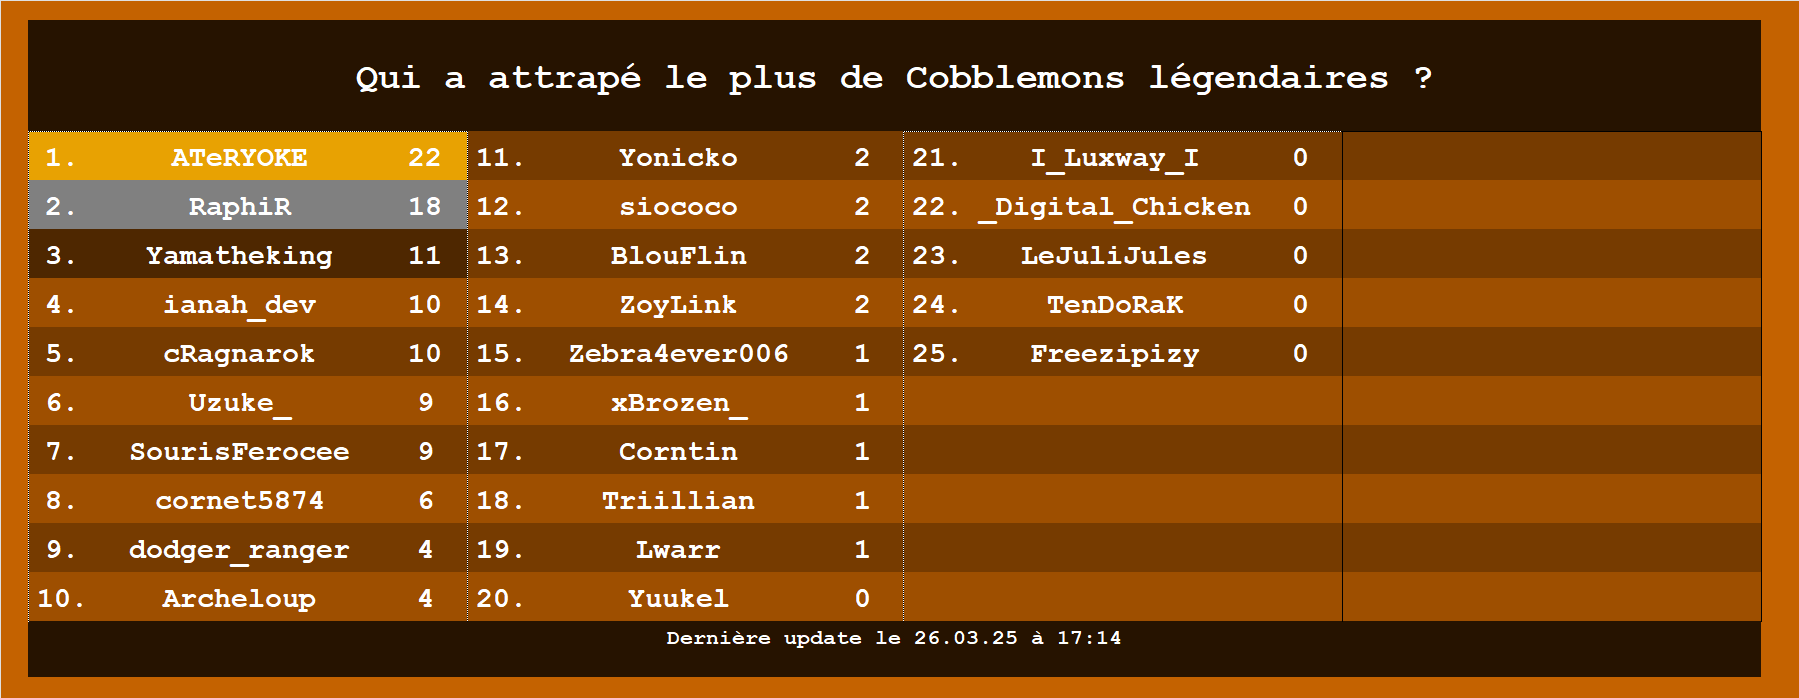 Qui a attrapé le plus de Cobblemons légendaires ?
1. ATeRYOKE 22
2. RaphiR 18
3. Yamatheking 11
4. ianah_dev 10
5. cRagnarok 10
6. Uzuke_ 9
7. SourisFerocee 9
8. cornet5874 6
9. dodger_ranger 4
10. Archeloup 4
11. Yonicko 2
12. siococo 2
13. BlouFlin 2
14. ZoyLink 2
15. Zebra4ever006 1
16. xBrozen_ 1
17. Corntin 1
18. Triillian 1
19. Lwarr 1
20. Yuukel 0
21. I_Luxway_I 0
22. _Digital_Chicken 0
23. LeJuliJules 0
24. TenDoRaK 0
25. Freezipizy 0
Dernière update le 26.03.25 à 17:14